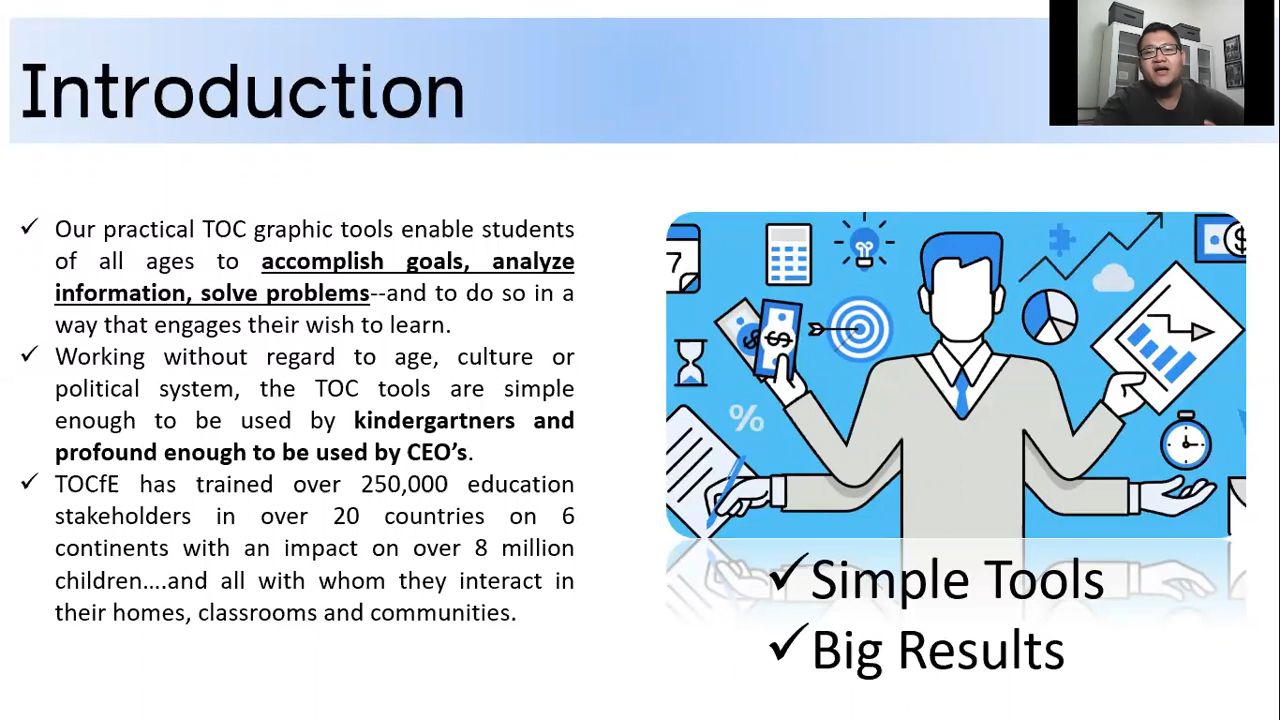 Introduction
✓ Our practical TOC graphic tools enable students
of all ages to accomplish goals, analyze
information, solve problems--and to do so in a
way that engages their wish to learn.
✓ Working without regard to age, culture or
political system, the TOC tools are simple
enough to be used by kindergartners and
profound enough to be used by CEO’s.
✓ TOCfE has trained over 250,000 education
stakeholders in over 20 countries on 6
continents with an impact on over 8 million
children....and all with whom they interact in
their homes, classrooms and communities.
7
$
$
$
%
✓Simple Tools
✓Big Results